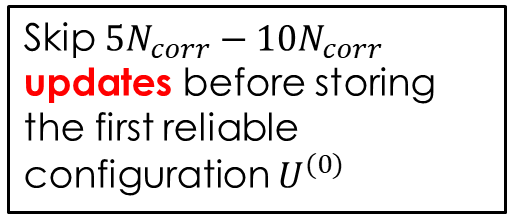 Skip 5N_corr − 10N_corr
updates before storing
the first reliable
configuration U^(0)